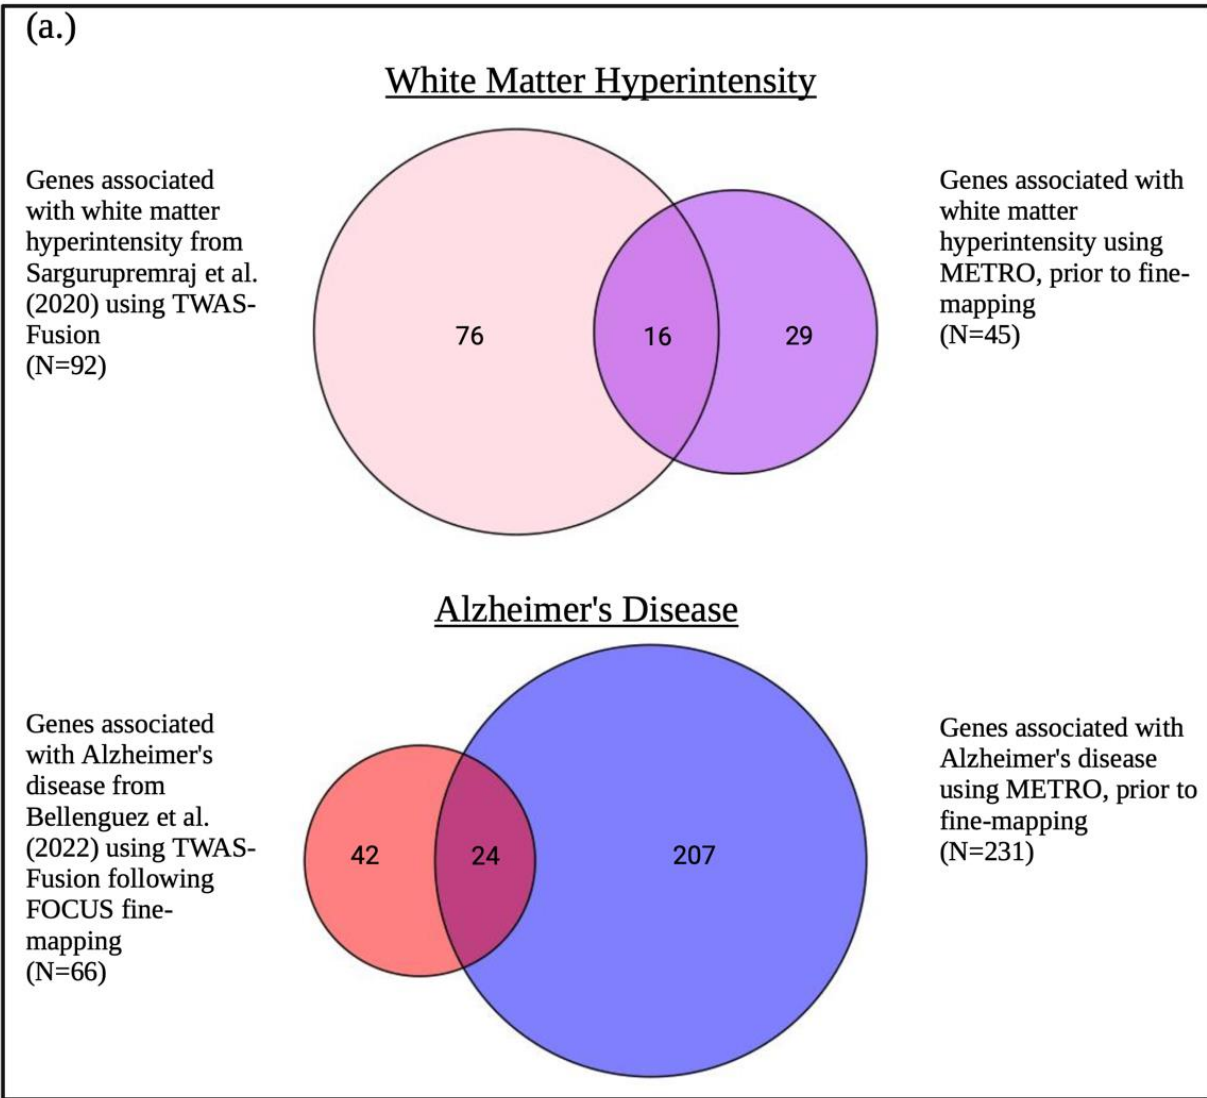 (a.)
White Matter Hyperintensity
Genes associated
with white matter
hyperintensity from
Sargurupremraj et al.
(2020) using TWAS-
Fusion
(N=92)
76
16
29
Genes associated with
white matter
hyperintensity using
METRO, prior to fine-
mapping
(N=45)
Alzheimer's Disease
Genes associated
with Alzheimer's
disease from
Bellenguez et al.
(2022) using TWAS-
Fusion following
FOCUS fine-
mapping
(N=66)
42
24
207
Genes associated with
Alzheimer's disease
using METRO, prior to
fine-mapping
(N=231)